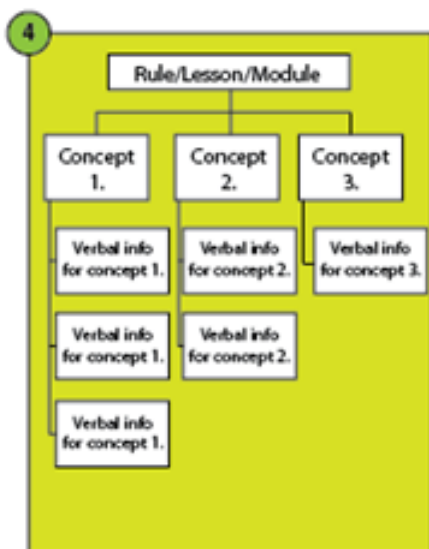 4
Rule/Lesson/Module
Concept
1.
Concept
2.
Concept
3.
Verbal info
for concept 1.
Verbal info
for concept 2.
Verbal info
for concept 3.
Verbal info
for concept 1.
Verbal info
for concept 2.
Verbal info
for concept 1.